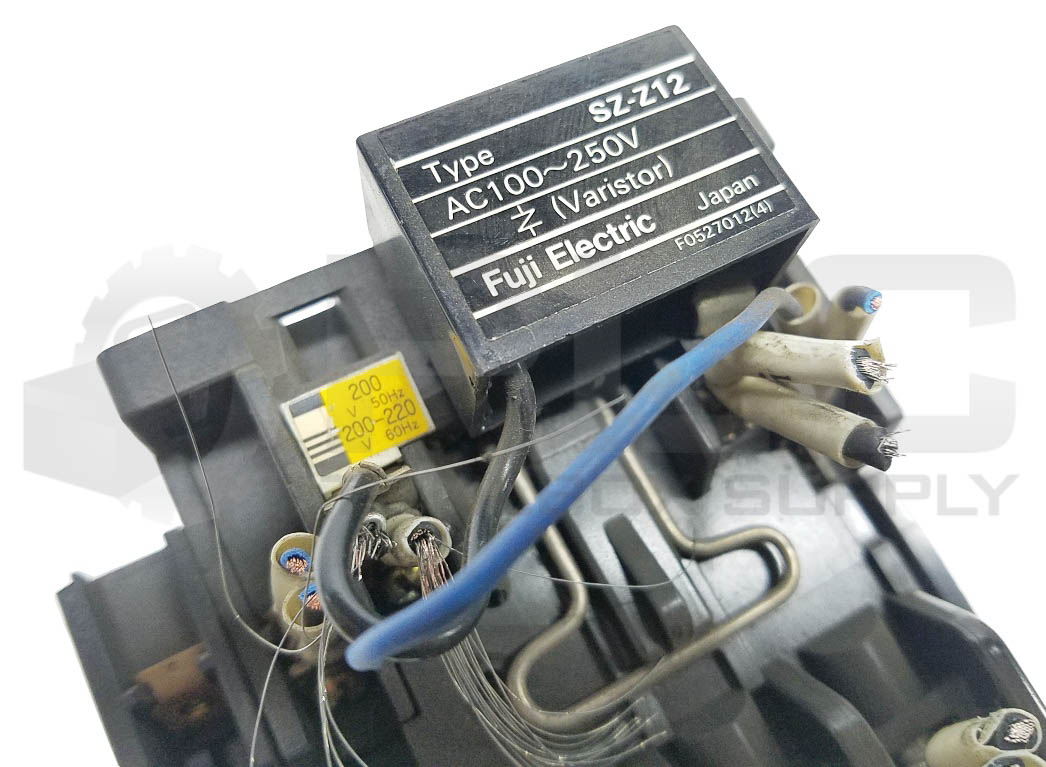 Type SZ-Z12
AC100～250V
(Varistor)
Fuji Electric Japan
F0527012(4)
200
V 50Hz
200-220
V 60Hz
SUPPLY